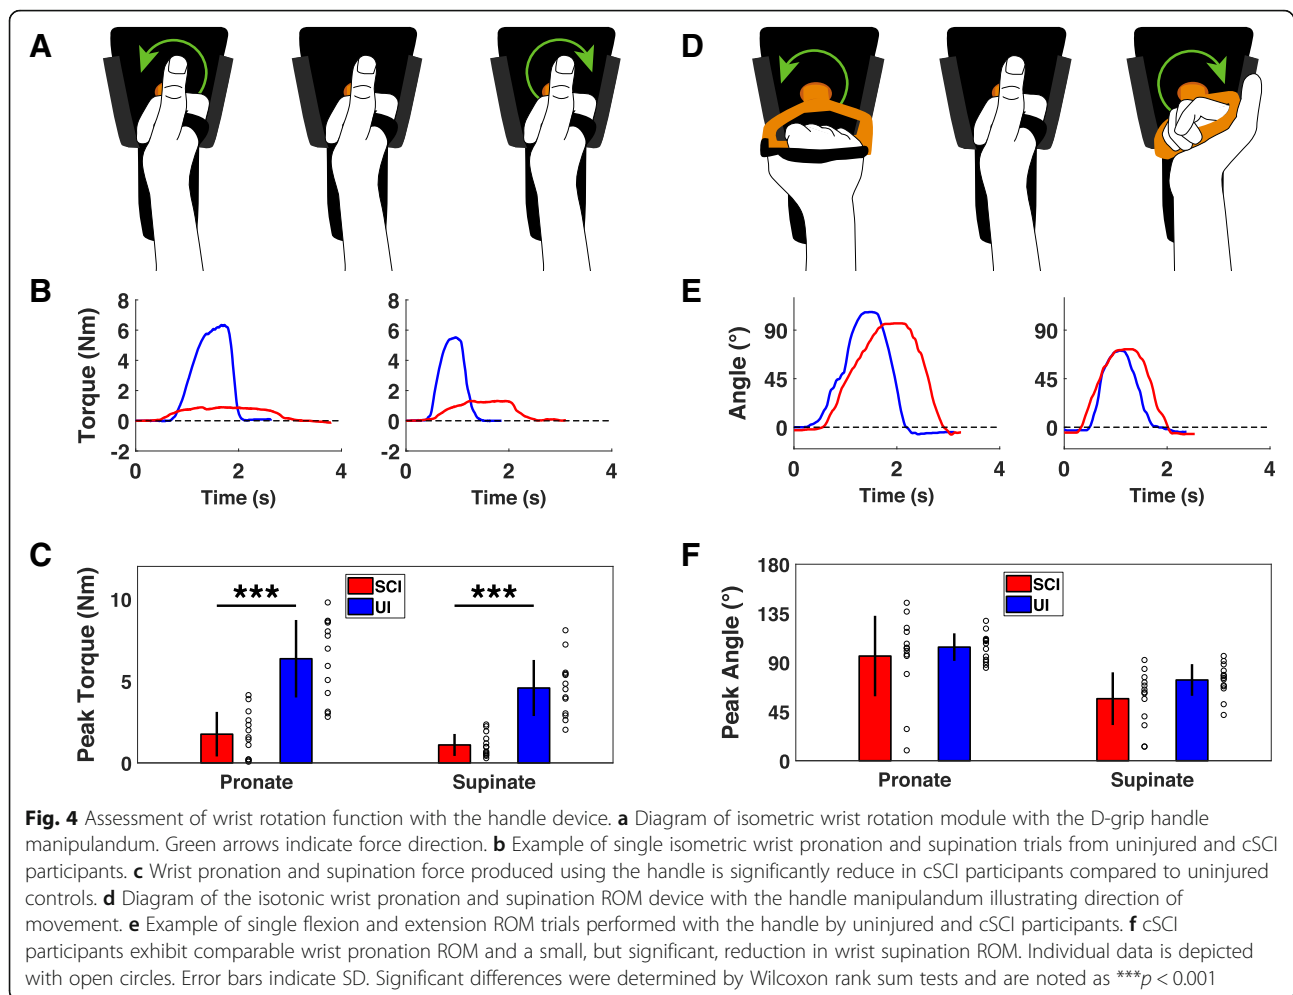 A
D
B
8
6
4
2
0
-2
Torque (Nm)
0 2 4
Time (s)
8
6
4
2
0
-2
0 2 4
Time (s)
E
90
45
0
Angle (°)
0 2 4
Time (s)
90
45
0
0 2 4
Time (s)
C
Peak Torque (Nm)
10
5
0
*** ***
SCI
UI
Pronate Supinate
F
Peak Angle (°)
180
135
90
45
0
SCI
UI
Pronate Supinate
Fig. 4 Assessment of wrist rotation function with the handle device. a Diagram of isometric wrist rotation module with the D-grip handle
manipulandum. Green arrows indicate force direction. b Example of single isometric wrist pronation and supination trials from uninjured and cSCI
participants. c Wrist pronation and supination force produced using the handle is significantly reduce in cSCI participants compared to uninjured
controls. d Diagram of the isotonic wrist pronation and supination ROM device with the handle manipulandum illustrating direction of
movement. e Example of single flexion and extension ROM trials performed with the handle by uninjured and cSCI participants. f cSCI
participants exhibit comparable wrist pronation ROM and a small, but significant, reduction in wrist supination ROM. Individual data is depicted
with open circles. Error bars indicate SD. Significant differences were determined by Wilcoxon rank sum tests and are noted as ***p < 0.001